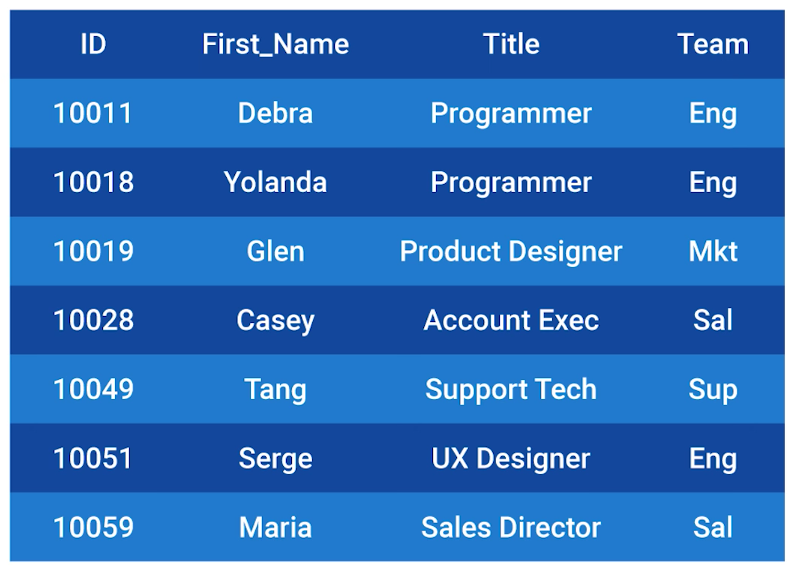 ID First_Name Title Team
10011 Debra Programmer Eng
10018 Yolanda Programmer Eng
10019 Glen Product Designer Mkt
10028 Casey Account Exec Sal
10049 Tang Support Tech Sup
10051 Serge UX Designer Eng
10059 Maria Sales Director Sal